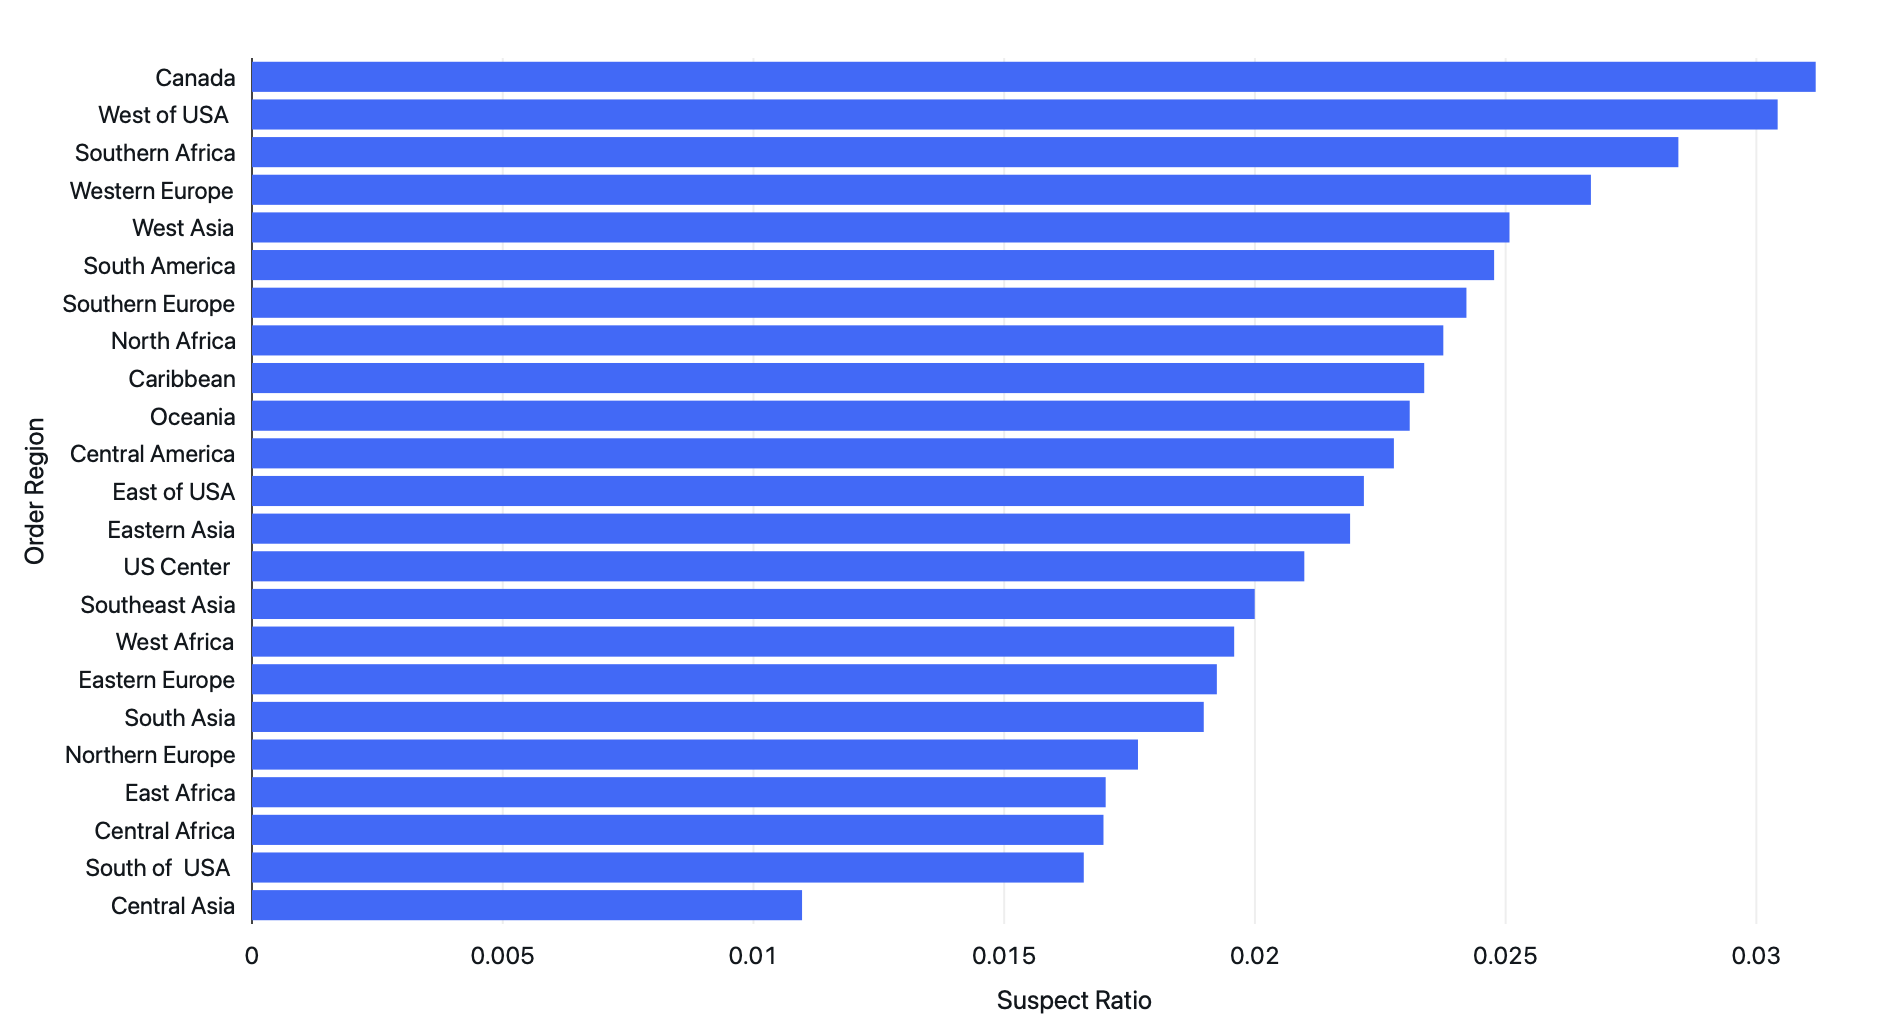 Canada
West of USA
Southern Africa
Western Europe
West Asia
South America
Southern Europe
North Africa
Caribbean
Oceania
Central America
East of USA
Eastern Asia
US Center
Southeast Asia
West Africa
Eastern Europe
South Asia
Northern Europe
East Africa
Central Africa
South of  USA
Central Asia
Order Region
0 0.005 0.01 0.015 0.02 0.025 0.03
Suspect Ratio